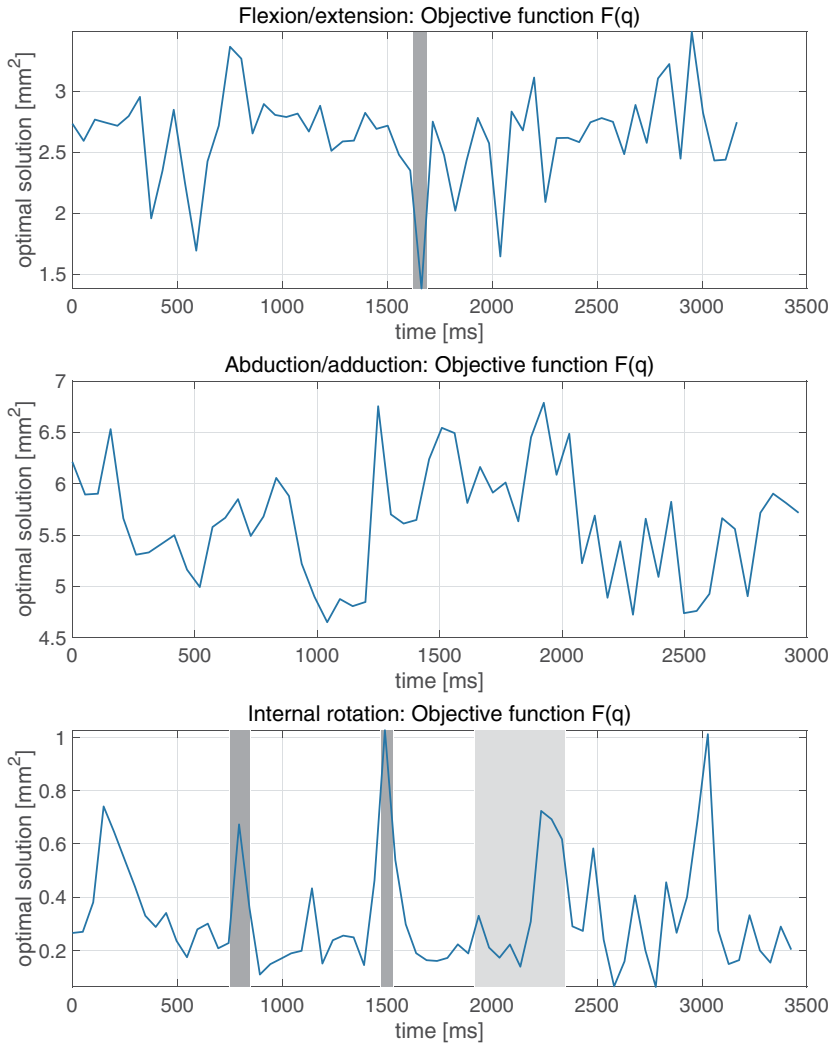 Flexion/extension: Objective function F(q)
optimal solution [mm²]
3
2.5
2
1.5
0 500 1000 1500 2000 2500 3000 3500
time [ms]
Abduction/adduction: Objective function F(q)
optimal solution [mm²]
7
6.5
6
5.5
5
4.5
0 500 1000 1500 2000 2500 3000
time [ms]
Internal rotation: Objective function F(q)
optimal solution [mm²]
1
0.8
0.6
0.4
0.2
0 500 1000 1500 2000 2500 3000 3500
time [ms]